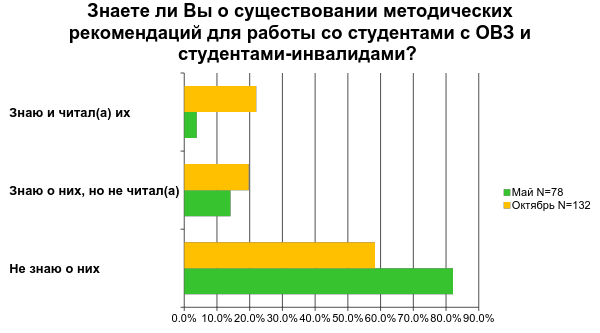 Знаете ли Вы о существовании методических
рекомендаций для работы со студентами с ОВЗ и
студентами-инвалидами?
Знаю и читал(а) их
Знаю о них, но не читал(а)
Не знаю о них
Май N=78
Октябрь N=132
0.0% 10.0% 20.0% 30.0% 40.0% 50.0% 60.0% 70.0% 80.0% 90.0%